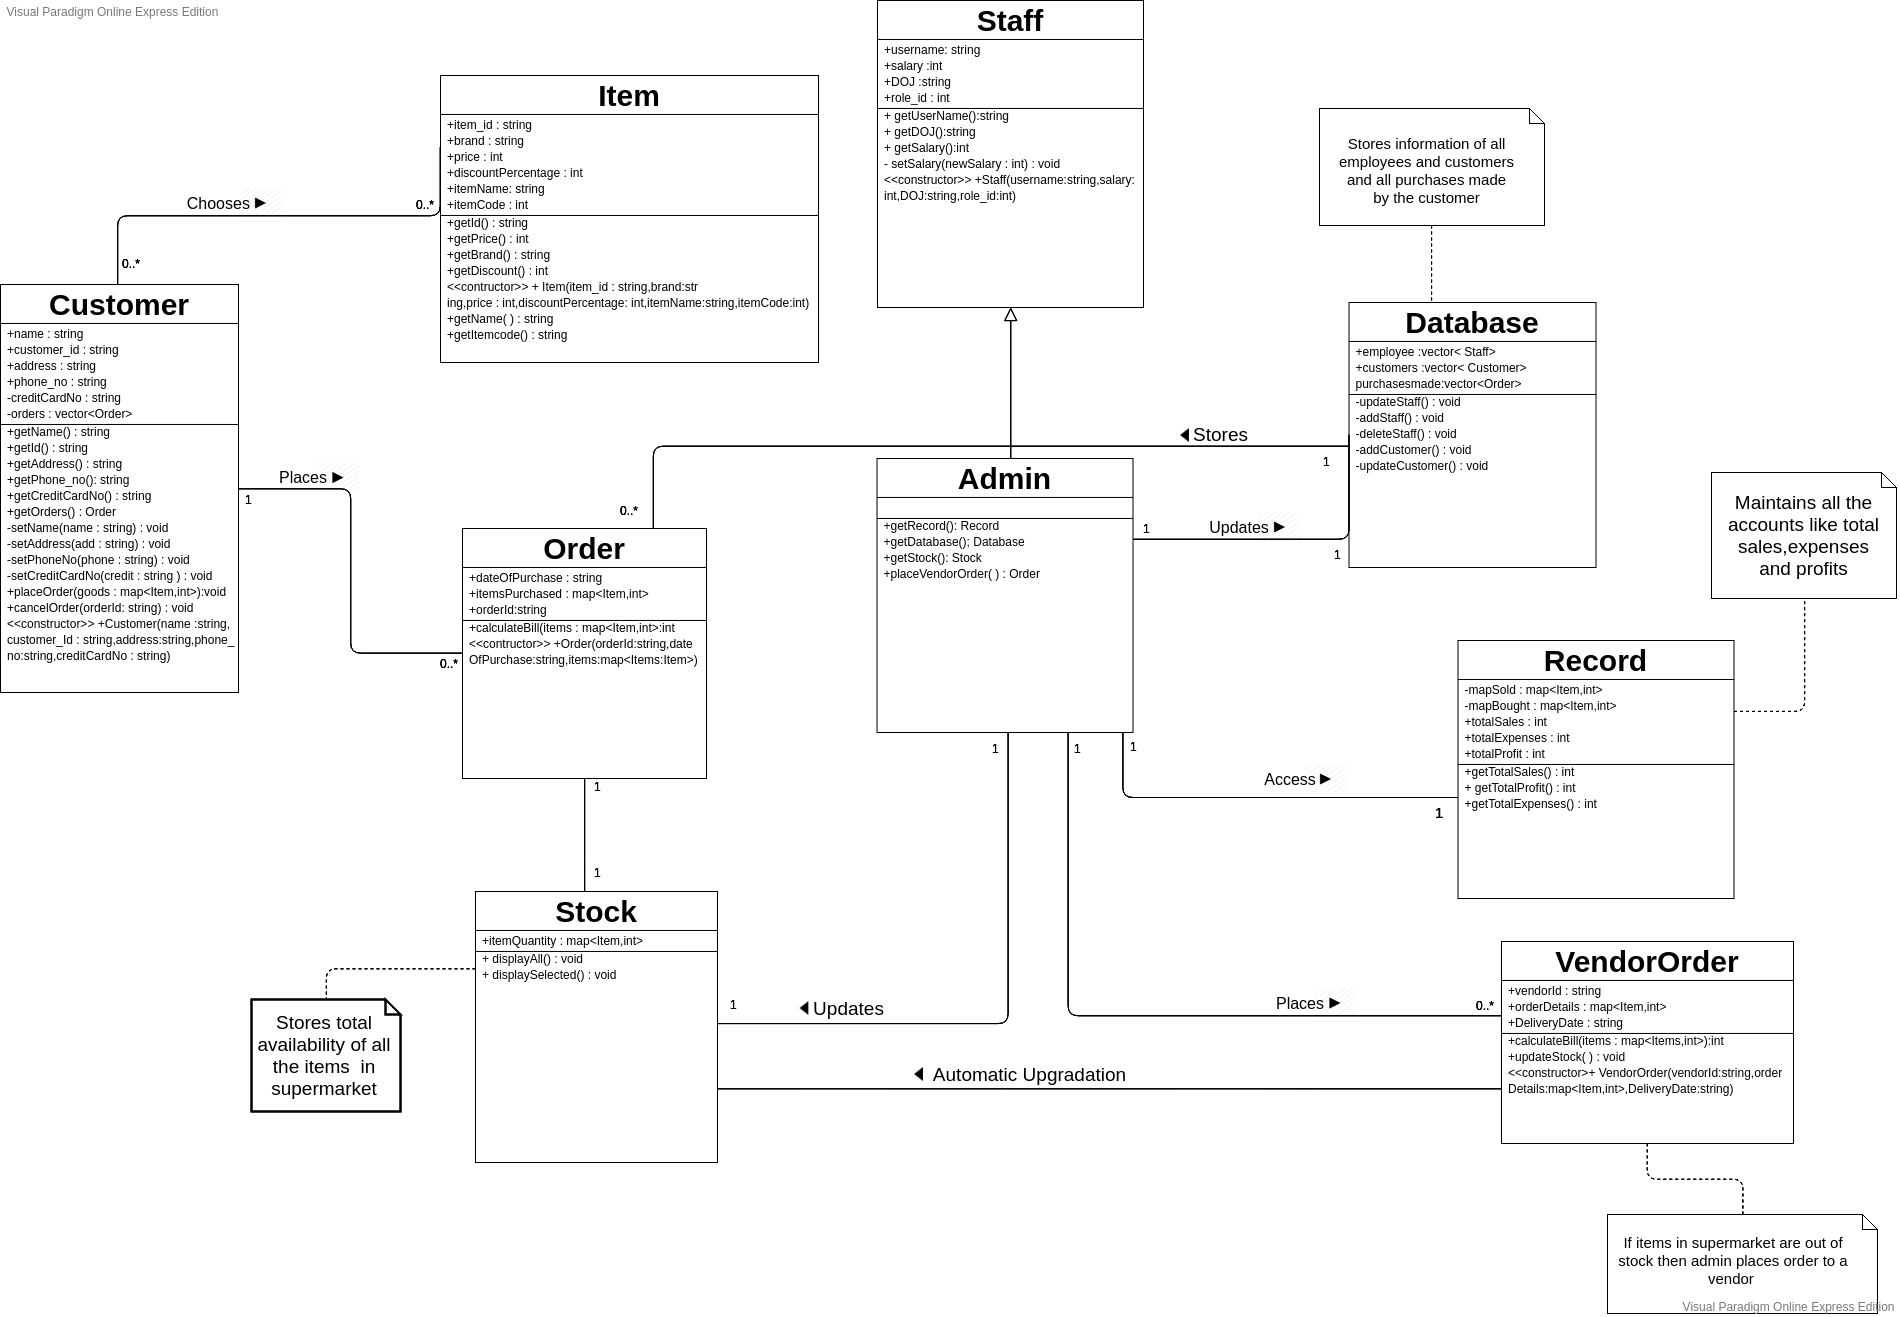 Visual Paradigm Online Express Edition
Staff
+username: string
+salary :int
+DOJ :string
+role_id : int
+ getUserName():string
+ getDOJ():string
+ getSalary():int
- setSalary(newSalary : int) : void
<<constructor>> +Staff(username:string,salary:
int,DOJ:string,role_id:int)
Item
+item_id : string
+brand : string
+price : int
+discountPercentage : int
+itemName: string
+itemCode : int
+getId() : string
+getPrice() : int
+getBrand() : string
+getDiscount() : int
<<contructor>> + Item(item_id : string,brand:str
ing,price : int,discountPercentage: int,itemName:string,itemCode:int)
+getName( ) : string
+getItemcode() : string
Stores information of all
employees and customers
and all purchases made
by the customer
Chooses ►
0..*
0..*
Customer
+name : string
+customer_id : string
+address : string
+phone_no : string
-creditCardNo : string
-orders : vector<Order>
+getName() : string
+getId() : string
+getAddress() : string
+getPhone_no(): string
+getCreditCardNo() : string
+getOrders() : Order
-setName(name : string) : void
-setAddress(add : string) : void
-setPhoneNo(phone : string) : void
-setCreditCardNo(credit : string ) : void
+placeOrder(goods : map<Item,int>):void
+cancelOrder(orderId: string) : void
<<constructor>> +Customer(name :string,
customer_Id : string,address:string,phone_
no:string,creditCardNo : string)
Database
+employee :vector< Staff>
+customers :vector< Customer>
purchasesmade:vector<Order>
-updateStaff() : void
-addStaff() : void
-deleteStaff() : void
-addCustomer() : void
-updateCustomer() : void
◄Stores
1
0..*
Places ►
1
0..*
Admin
+getRecord(): Record
+getDatabase(); Database
+getStock(): Stock
+placeVendorOrder( ) : Order
1
Updates ►
1
Maintains all the
accounts like total
sales,expenses
and profits
Order
+dateOfPurchase : string
+itemsPurchased : map<Item,int>
+orderId:string
+calculateBill(items : map<Item,int>:int
<<contructor>> +Order(orderId:string,date
OfPurchase:string,items:map<Items:Item>)
Record
-mapSold : map<Item,int>
-mapBought : map<Item,int>
+totalSales : int
+totalExpenses : int
+totalProfit : int
+getTotalSales() : int
+ getTotalProfit() : int
+getTotalExpenses() : int
1
1
1
Access ►
1
1
1
Stock
+itemQuantity : map<Item,int>
+ displayAll() : void
+ displaySelected() : void
Stores total
availability of all
the items  in
supermarket
1
◄Updates
Places ►
0..*
VendorOrder
+vendorId : string
+orderDetails : map<Item,int>
+DeliveryDate : string
+calculateBill(items : map<Items,int>):int
+updateStock( ) : void
<<constructor>+ VendorOrder(vendorId:string,order
Details:map<Item,int>,DeliveryDate:string)
◄ Automatic Upgradation
If items in supermarket are out of
stock then admin places order to a
vendor
Visual Paradigm Online Express Edition